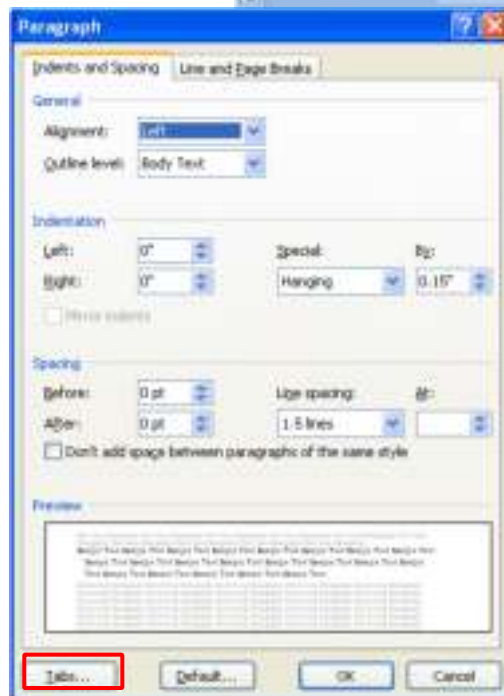 Paragraph
Indents and Spacing Line and Page Breaks
General
Alignment: Left
Outline level: Body Text
Indentation
Left: 0" Special: By:
Right: 0" Hanging 0.15"
Mirror indents
Spacing
Before: 0 pt Line spacing: At:
After: 0 pt 1.5 lines
Don't add space between paragraphs of the same style
Preview
Tabs... Default... OK Cancel